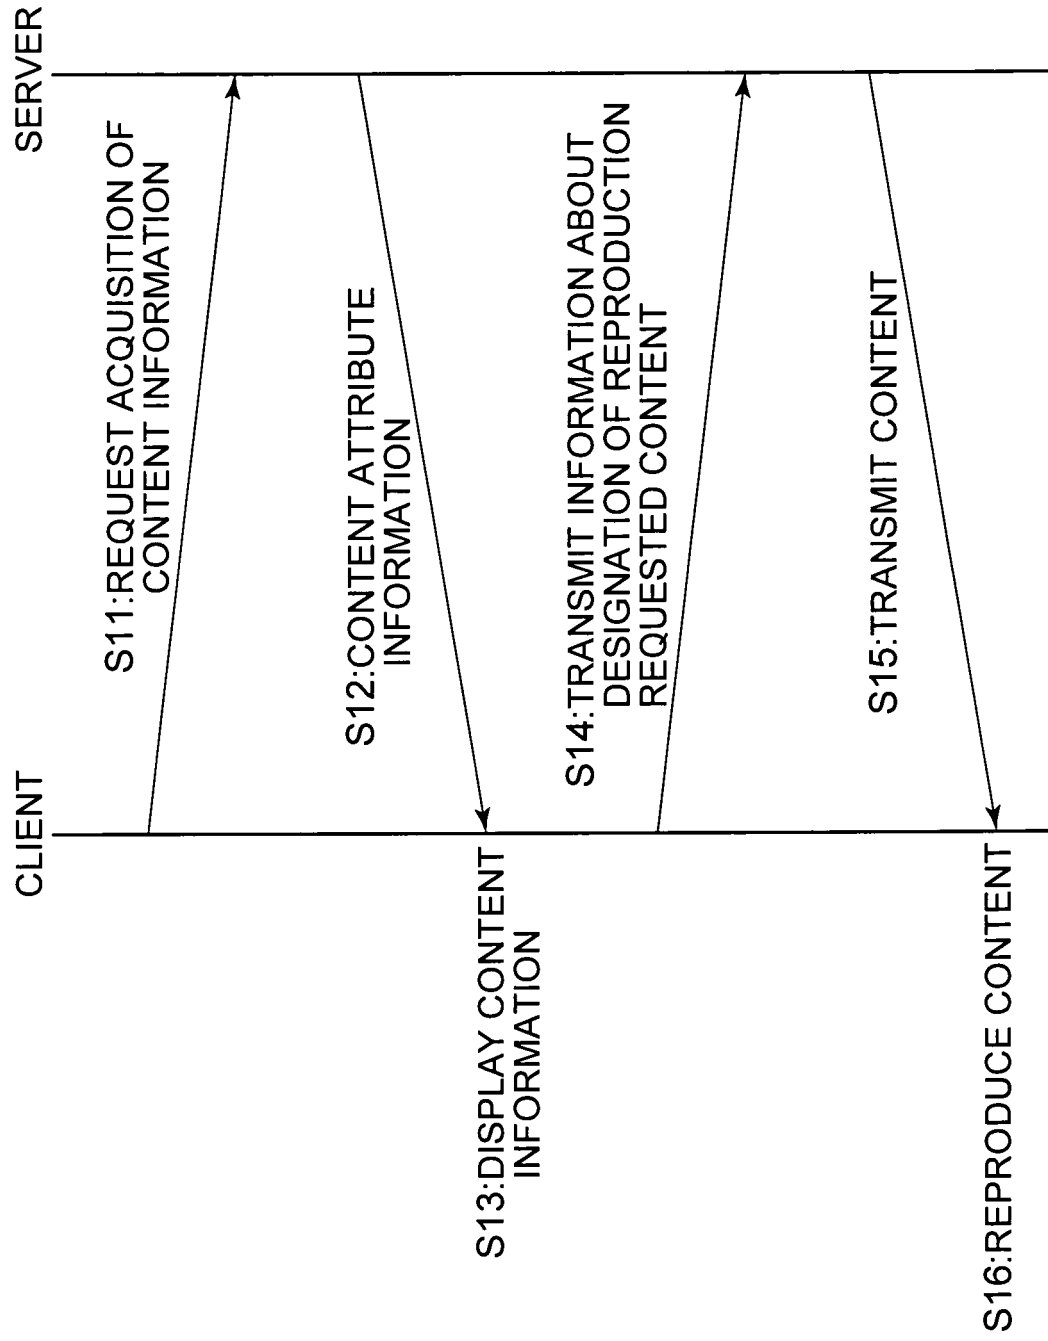 CLIENT
SERVER
S11:REQUEST ACQUISITION OF
CONTENT INFORMATION
S12:CONTENT ATTRIBUTE
INFORMATION
S13:DISPLAY CONTENT
INFORMATION
S14:TRANSMIT INFORMATION ABOUT
DESIGNATION OF REPRODUCTION
REQUESTED CONTENT
S15:TRANSMIT CONTENT
S16:REPRODUCE CONTENT